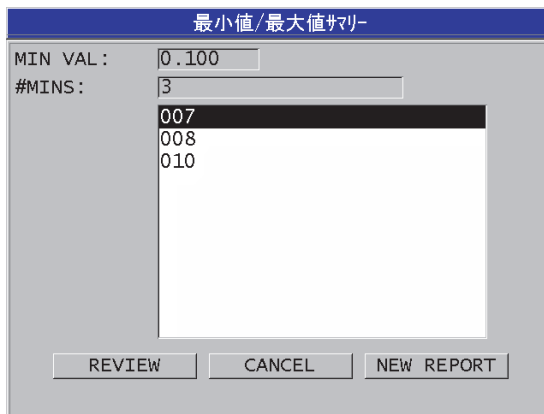 最小値/最大値ｻﾏﾘｰ
MIN VAL: 0.100
#MINS: 3
007
008
010
REVIEW CANCEL NEW REPORT